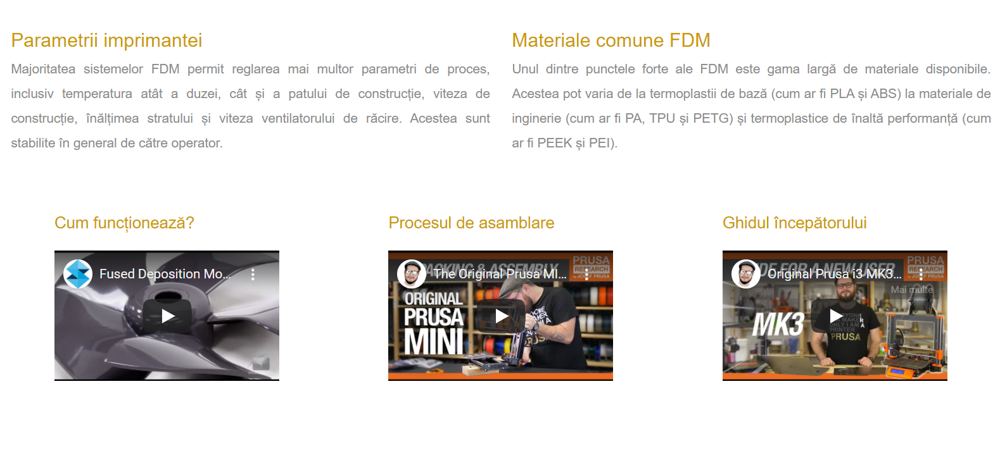 Parametrii imprimantei
Majoritatea sistemelor FDM permit reglarea mai multor parametri de proces,
inclusiv temperatura atât a duzei, cât și a patului de construcție, viteza de
construcție, înălțimea stratului și viteza ventilatorului de răcire. Acestea sunt
stabilite în general de către operator.
Materiale comune FDM
Unul dintre punctele forte ale FDM este gama largă de materiale disponibile.
Acestea pot varia de la termoplastii de bază (cum ar fi PLA și ABS) la materiale de
inginerie (cum ar fi PA, TPU și PETG) și termoplastice de înaltă performanță (cum
ar fi PEEK și PEI).
Cum funcționează?
Fused Deposition Mo...
Procesul de asamblare
The Original Prusa MI...
& ASSEMBLY
PRUSA
RESEARCH
by JOSEF PRUSA
ORIGINAL
PRUSA
MINI
Ghidul începătorului
Original Prusa i3 MK3...
FOR A NEW USER
PRUSA
RESEARCH
by JOSEF PRUSA
Mai multe
MK3
MAKER
ONLY I AM
PRINTER
PRUSA